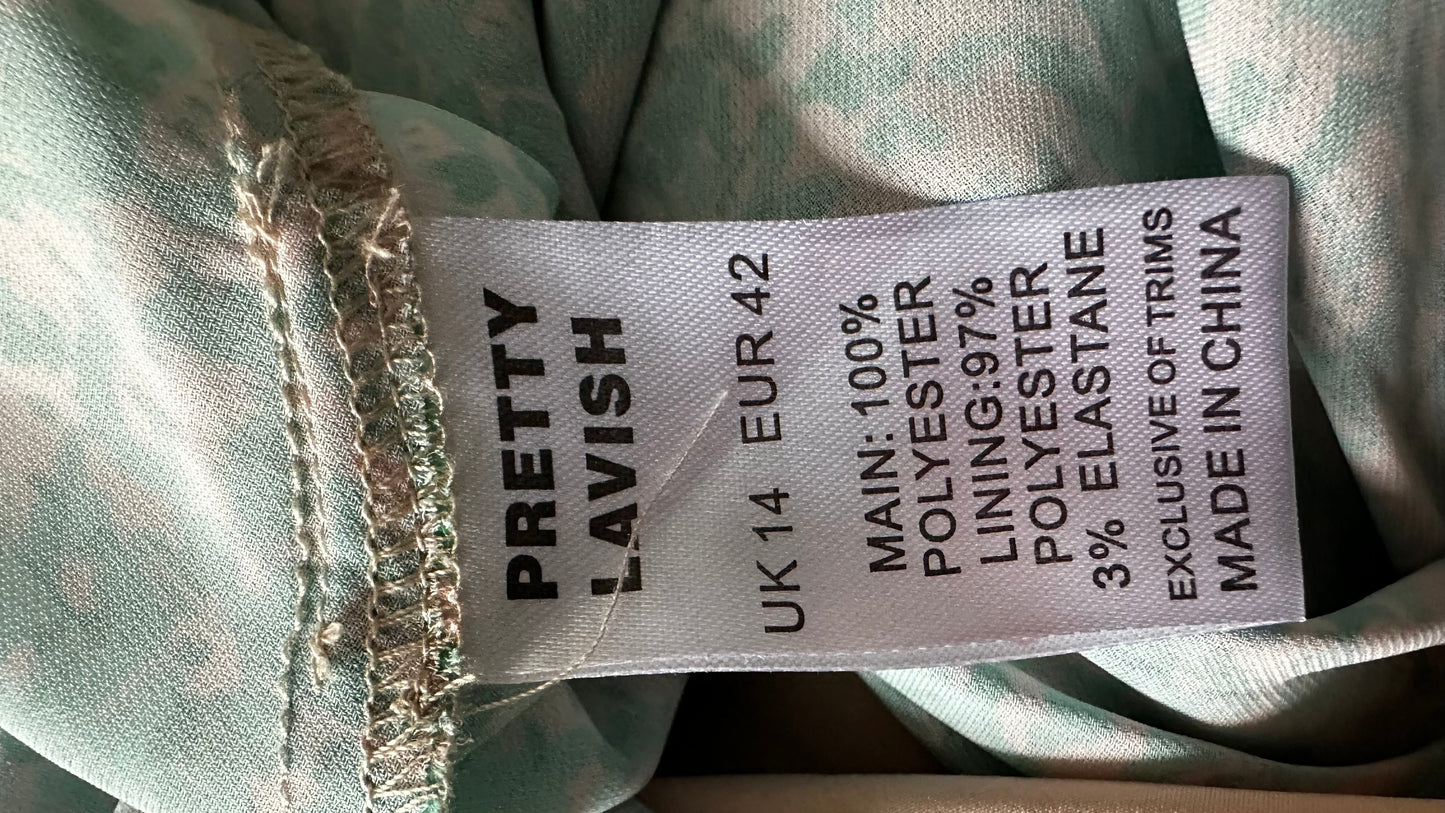 PRETTY
LAVISH
UK 14 EUR 42
MAIN: 100%
POLYESTER
LINING:97%
POLYESTER
3% ELASTANE
EXCLUSIVE OF TRIMS
MADE IN CHINA